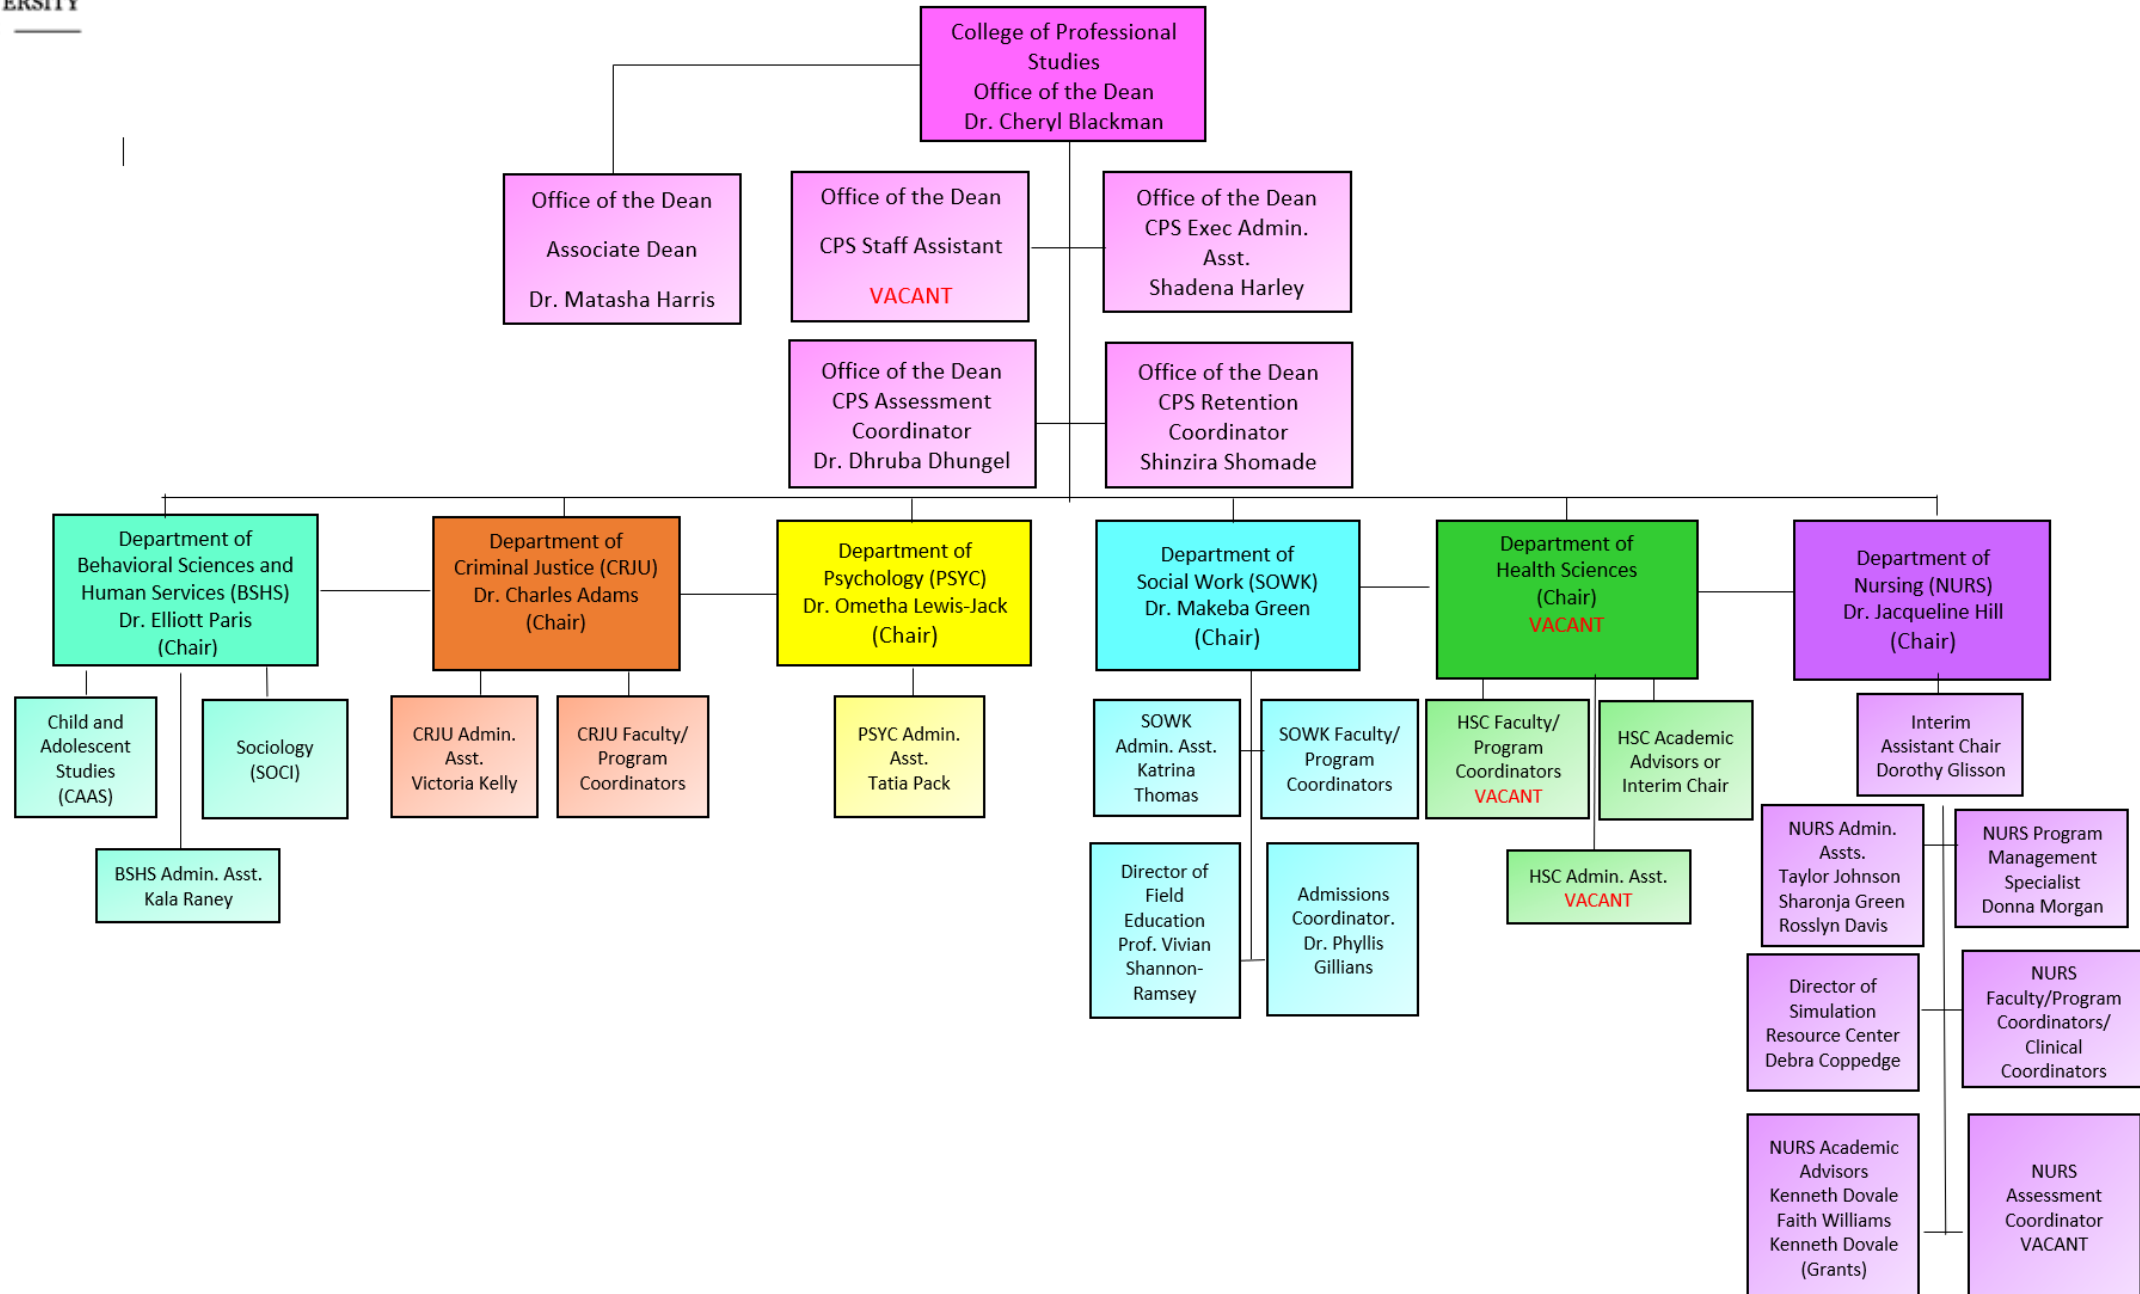 ERSITY
College of Professional
Studies
Office of the Dean
Dr. Cheryl Blackman
Office of the Dean
Associate Dean
Dr. Matasha Harris
Office of the Dean
CPS Staff Assistant
VACANT
Office of the Dean
CPS Exec Admin.
Asst.
Shadena Harley
Office of the Dean
CPS Assessment
Coordinator
Dr. Dhruba Dhungel
Office of the Dean
CPS Retention
Coordinator
Shinzira Shomade
Department of
Behavioral Sciences and
Human Services (BSHS)
Dr. Elliott Paris
(Chair)
Department of
Criminal Justice (CRJU)
Dr. Charles Adams
(Chair)
Department of
Psychology (PSYC)
Dr. Ometha Lewis-Jack
(Chair)
Department of
Social Work (SOWK)
Dr. Makeba Green
(Chair)
Department of
Health Sciences
(Chair)
VACANT
Department of
Nursing (NURS)
Dr. Jacqueline Hill
(Chair)
Child and
Adolescent
Studies
(CAAS)
Sociology
(SOCI)
BSHS Admin. Asst.
Kala Raney
CRJU Admin.
Asst.
Victoria Kelly
CRJU Faculty/
Program
Coordinators
PSYC Admin.
Asst.
Tatia Pack
SOWK
Admin. Asst.
Katrina
Thomas
SOWK Faculty/
Program
Coordinators
Director of
Field
Education
Prof. Vivian
Shannon-
Ramsey
Admissions
Coordinator.
Dr. Phyllis
Gillians
HSC Faculty/
Program
Coordinators
VACANT
HSC Academic
Advisors or
Interim Chair
HSC Admin. Asst.
VACANT
Interim
Assistant Chair
Dorothy Glisson
NURS Admin.
Assts.
Taylor Johnson
Sharonja Green
Rosslyn Davis
NURS Program
Management
Specialist
Donna Morgan
Director of
Simulation
Resource Center
Debra Coppedge
NURS
Faculty/Program
Coordinators/
Clinical
Coordinators
NURS Academic
Advisors
Kenneth Dovale
Faith Williams
Kenneth Dovale
(Grants)
NURS
Assessment
Coordinator
VACANT